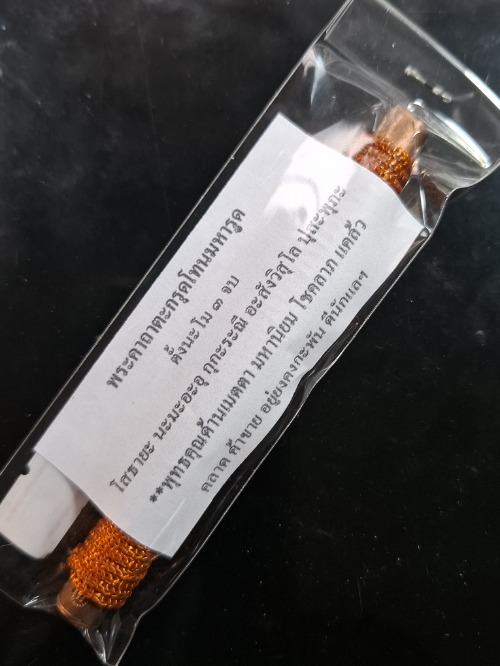 พระคาถาตะกรุดโทนมหารูด
ตั้งนะโม ๓ จบ
โสธายะ นะมะอะอุ กุกะระณี อะสังวิสุโล ปุสะพุภะ
**พุทธคุณด้านเมตตา มหานิยม โชคลาภ แคล้ว
คลาด ค้าขาย อยู่ยงคงกะพัน ดีนักแลฯ